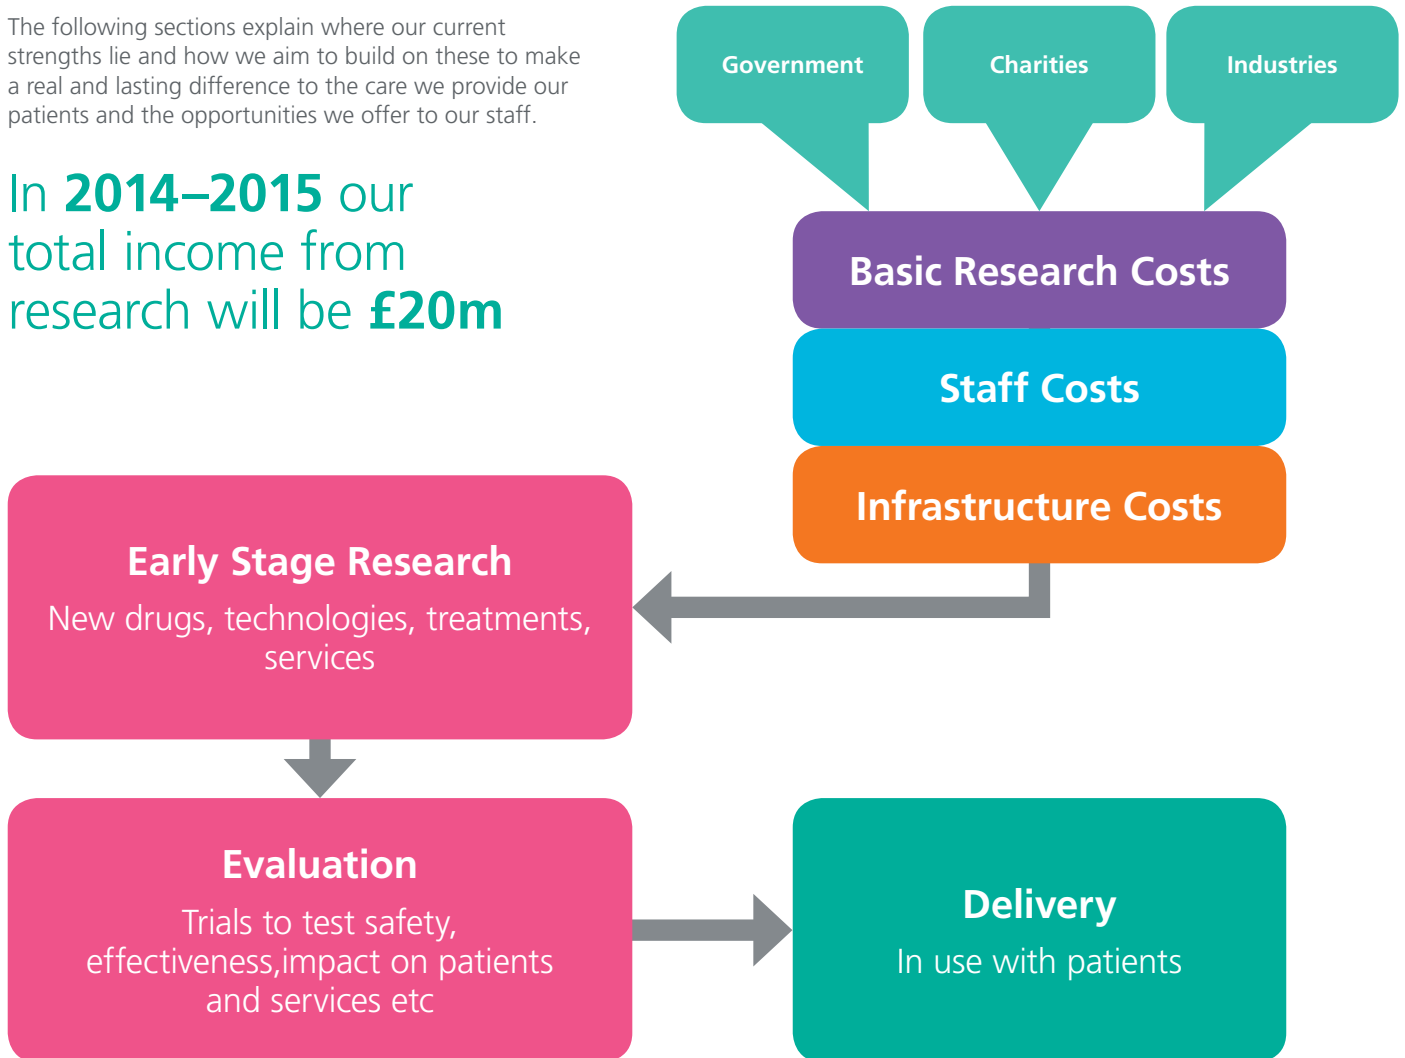 The following sections explain where our current
strengths lie and how we aim to build on these to make
a real and lasting difference to the care we provide our
patients and the opportunities we offer to our staff.
In 2014–2015 our
total income from
research will be £20m
Government
Charities
Industries
Basic Research Costs
Staff Costs
Infrastructure Costs
Early Stage Research
New drugs, technologies, treatments,
services
Evaluation
Trials to test safety,
effectiveness,impact on patients
and services etc
Delivery
In use with patients